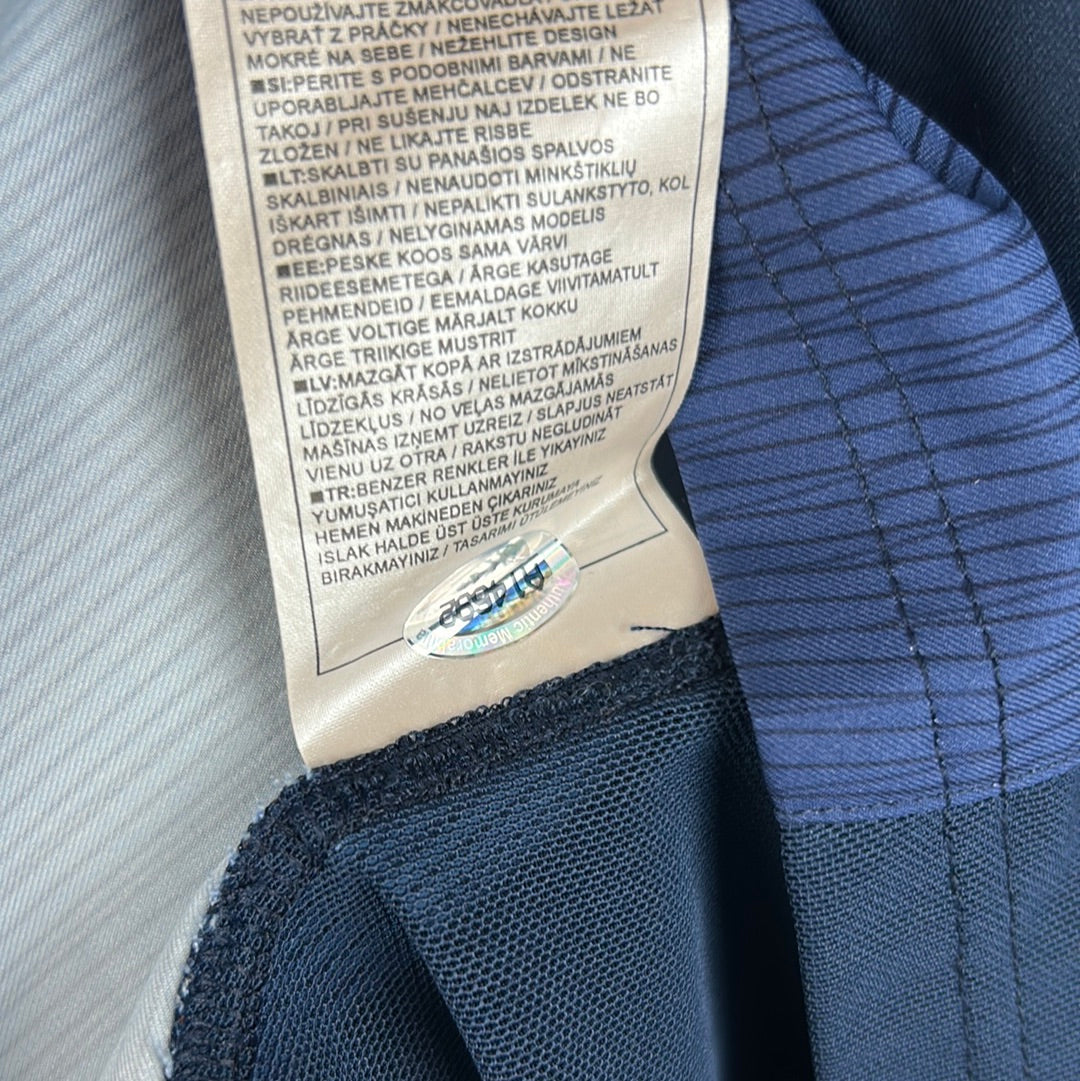 NEPOUŽÍVAJTE ZMÄKČOVADLÁ /
VYBRAŤ Z PRÁČKY / NENECHÁVAJTE LEŽAŤ
MOKRÉ NA SEBE / NEŽEHLITE DESIGN
■SI:PERITE S PODOBNIMI BARVAMI / NE
UPORABLJAJTE MEHČALCEV / ODSTRANITE
TAKOJ / PRI SUŠENJU NAJ IZDELEK NE BO
ZLOŽEN / NE LIKAJTE RISBE
■LT:SKALBTI SU PANAŠIOS SPALVOS
SKALBINIAIS / NENAUDOTI MINKŠTIKLIŲ
IŠKART IŠIMTI / NEPALIKTI SULANKSTYTO, KOL
DRĖGNAS / NELYGINAMAS MODELIS
■EE:PESKE KOOS SAMA VÄRVI
RIIDEESEMETEGA / ÄRGE KASUTAGE
PEHMENDEID / EEMALDAGE VIIVITAMATULT
ÄRGE VOLTIGE MÄRJALT KOKKU
ÄRGE TRIIKIGE MUSTRIT
■LV:MAZGĀT KOPĀ AR IZSTRĀDĀJUMIEM
LĪDZĪGĀS KRĀSĀS / NELIETOT MĪKSTINĀŠANAS
LĪDZEKĻUS / NO VEĻAS MAZGĀJAMĀS
MAŠĪNAS IZŅEMT UZREIZ / SLAPJUS NEATSTĀT
VIENU UZ OTRA / RAKSTU NEGLUDINĀT
■TR:BENZER RENKLER İLE YIKAYINIZ
YUMUŞATICI KULLANMAYINIZ
HEMEN MAKİNEDEN ÇIKARINIZ
ISLAK HALDE ÜST ÜSTE KURUMAYA
BIRAKMAYINIZ / TASARIMI ÜTÜLEMEYİNİZ
Authentic